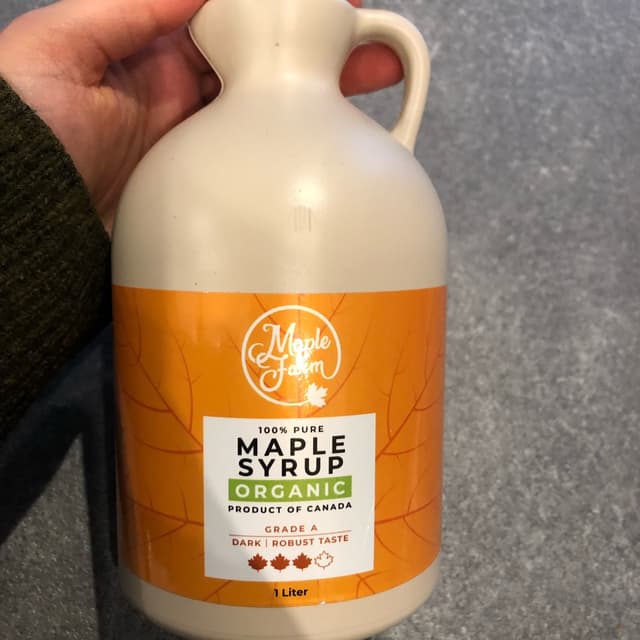 Maple
Farm
100% PURE
MAPLE
SYRUP
ORGANIC
PRODUCT OF CANADA
GRADE A
DARK | ROBUST TASTE
1 Liter